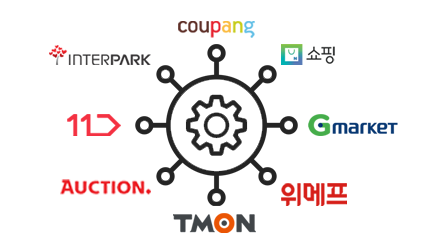 coupang
INTERPARK
쇼핑
11
Gmarket
AUCTION.
위메프
TMON